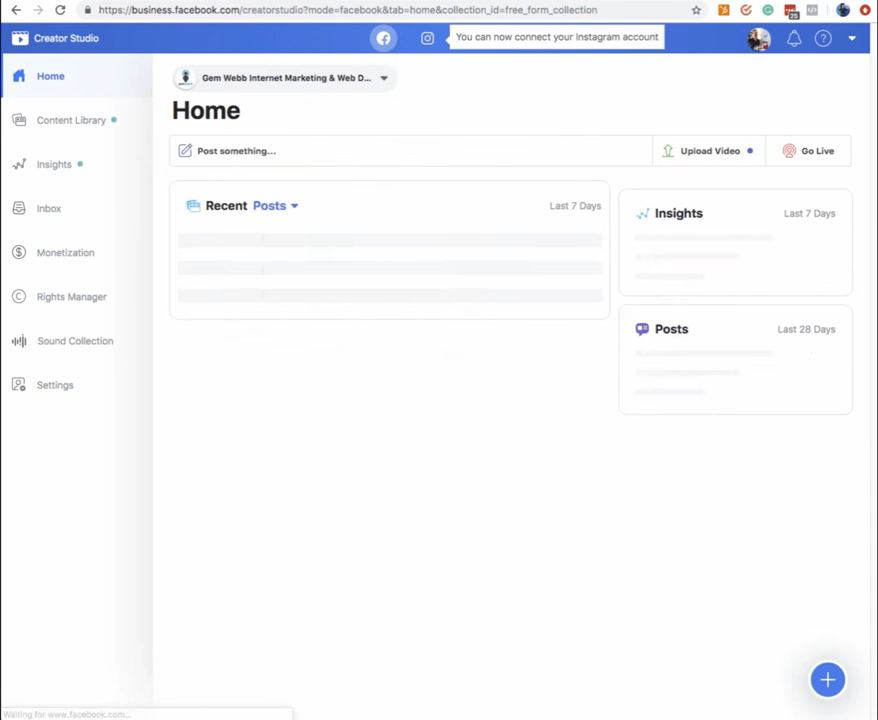 https://business.facebook.com/creatorstudio?mode=facebook&tab=home&collection_id=free_form_collection
25
Creator Studio
You can now connect your Instagram account
Home
Content Library
Insights
Inbox
Monetization
Rights Manager
Sound Collection
Settings
Gem Webb Internet Marketing & Web D...
Home
Post something...
Upload Video
Go Live
Recent Posts
Last 7 Days
Insights
Last 7 Days
Posts
Last 28 Days
Waiting for www.facebook.com...